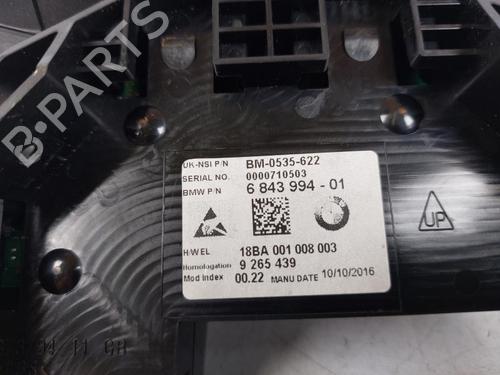 B-PARTS
UK-NSI P/N BM-0535-622
SERIAL NO. 0000710503
BMW P/N 6 843 994 - 01
H/WEL 18BA 001 008 003
Homologation 9 265 439
Mod Index 00.22 MANU DATE 10/10/2016
UP